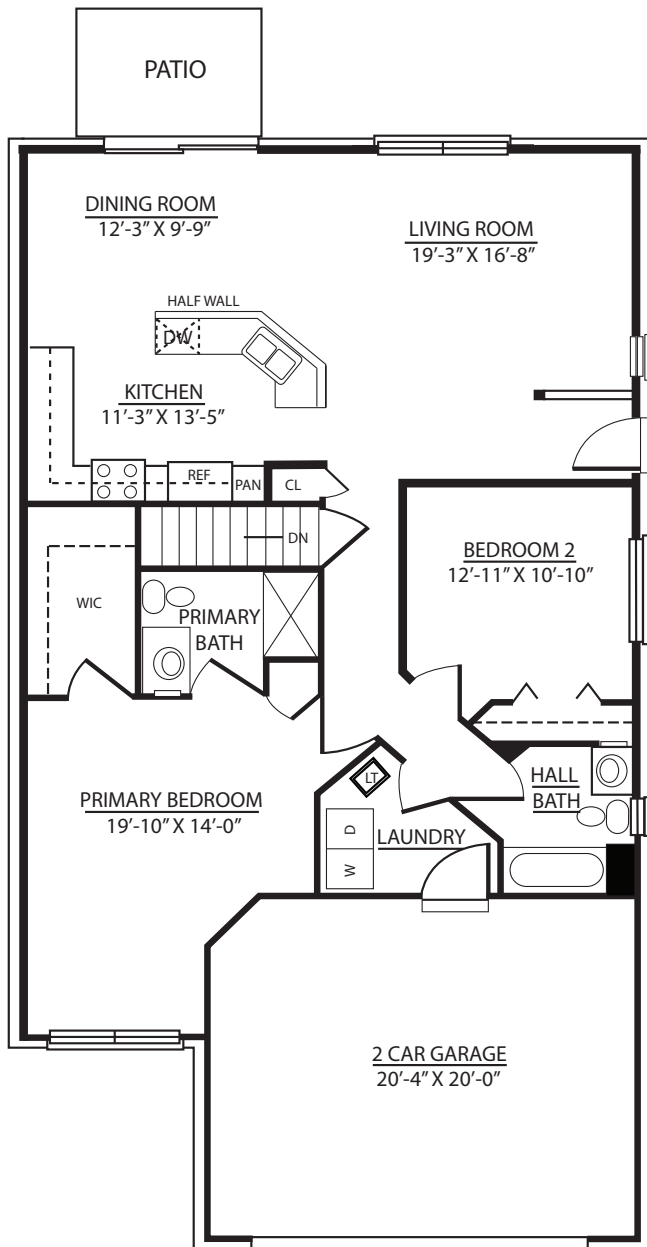 PATIO
DINING ROOM
12’-3” X 9’-9”
LIVING ROOM
19’-3” X 16’-8”
HALF WALL
DW
KITCHEN
11’-3” X 13’-5”
REF
PAN
CL
DN
BEDROOM 2
12’-11” X 10’-10”
WIC
PRIMARY
BATH
PRIMARY BEDROOM
19’-10” X 14’-0”
LT
HALL
BATH
D
LAUNDRY
W
2 CAR GARAGE
20’-4” X 20’-0”